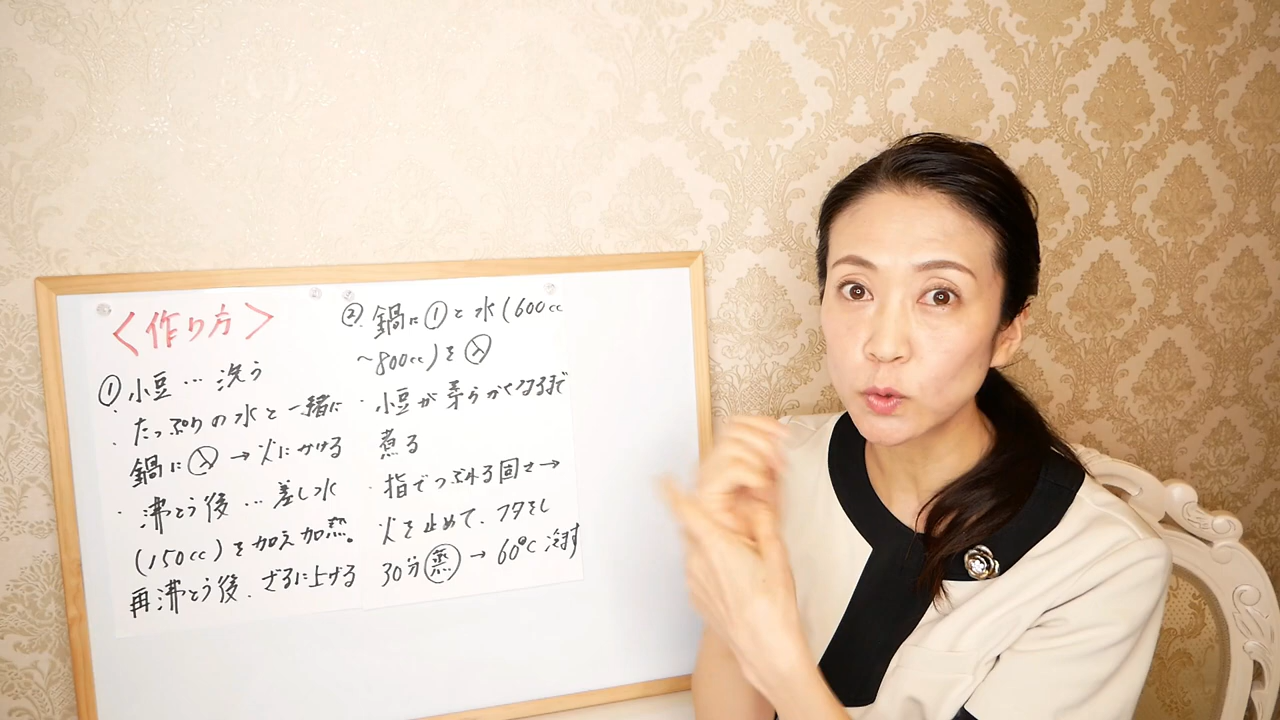 〈作り方〉
① 小豆…洗う
・たっぷりの水と一緒に
鍋に入→火にかける
・沸とう後…差し水
(150cc)を加え加熱。
再沸とう後、ざるに上げる
②・鍋に①と水(600cc
～800cc)を入
・小豆が柔らかくなるまで
煮る
・指でつぶれる固さ→
火を止めて、フタをし
30分蒸→60℃冷ます